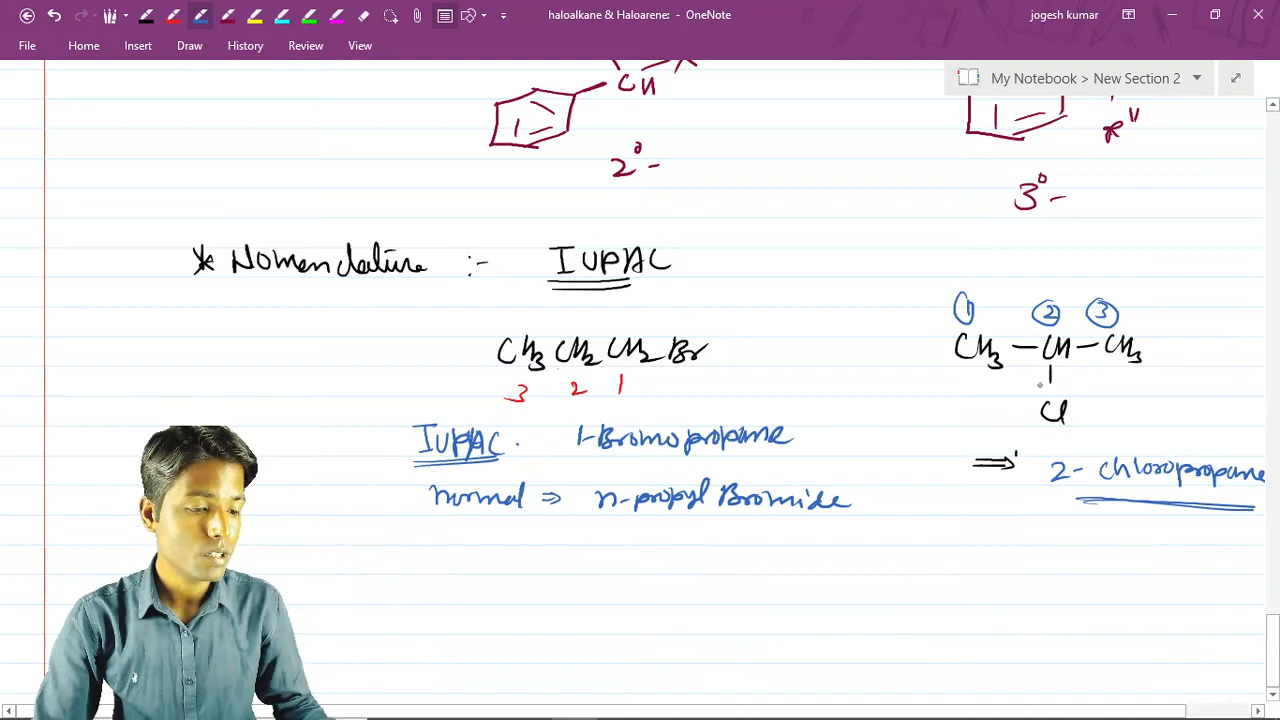 haloalkane & Haloarene: - OneNote
jogesh kumar
File Home Insert Draw History Review View
My Notebook > New Section 2
CH
R"
2° -
3° -
* Nomenclature :- IUPAC
1 2 3
CH3 CH2 CH2 Br
CH3 — CH — CH3
3 2 1
Cl
IUPAC. 1-Bromopropane
⇒ 2- chloropropane
normal ⇒ n-propyl Bromide